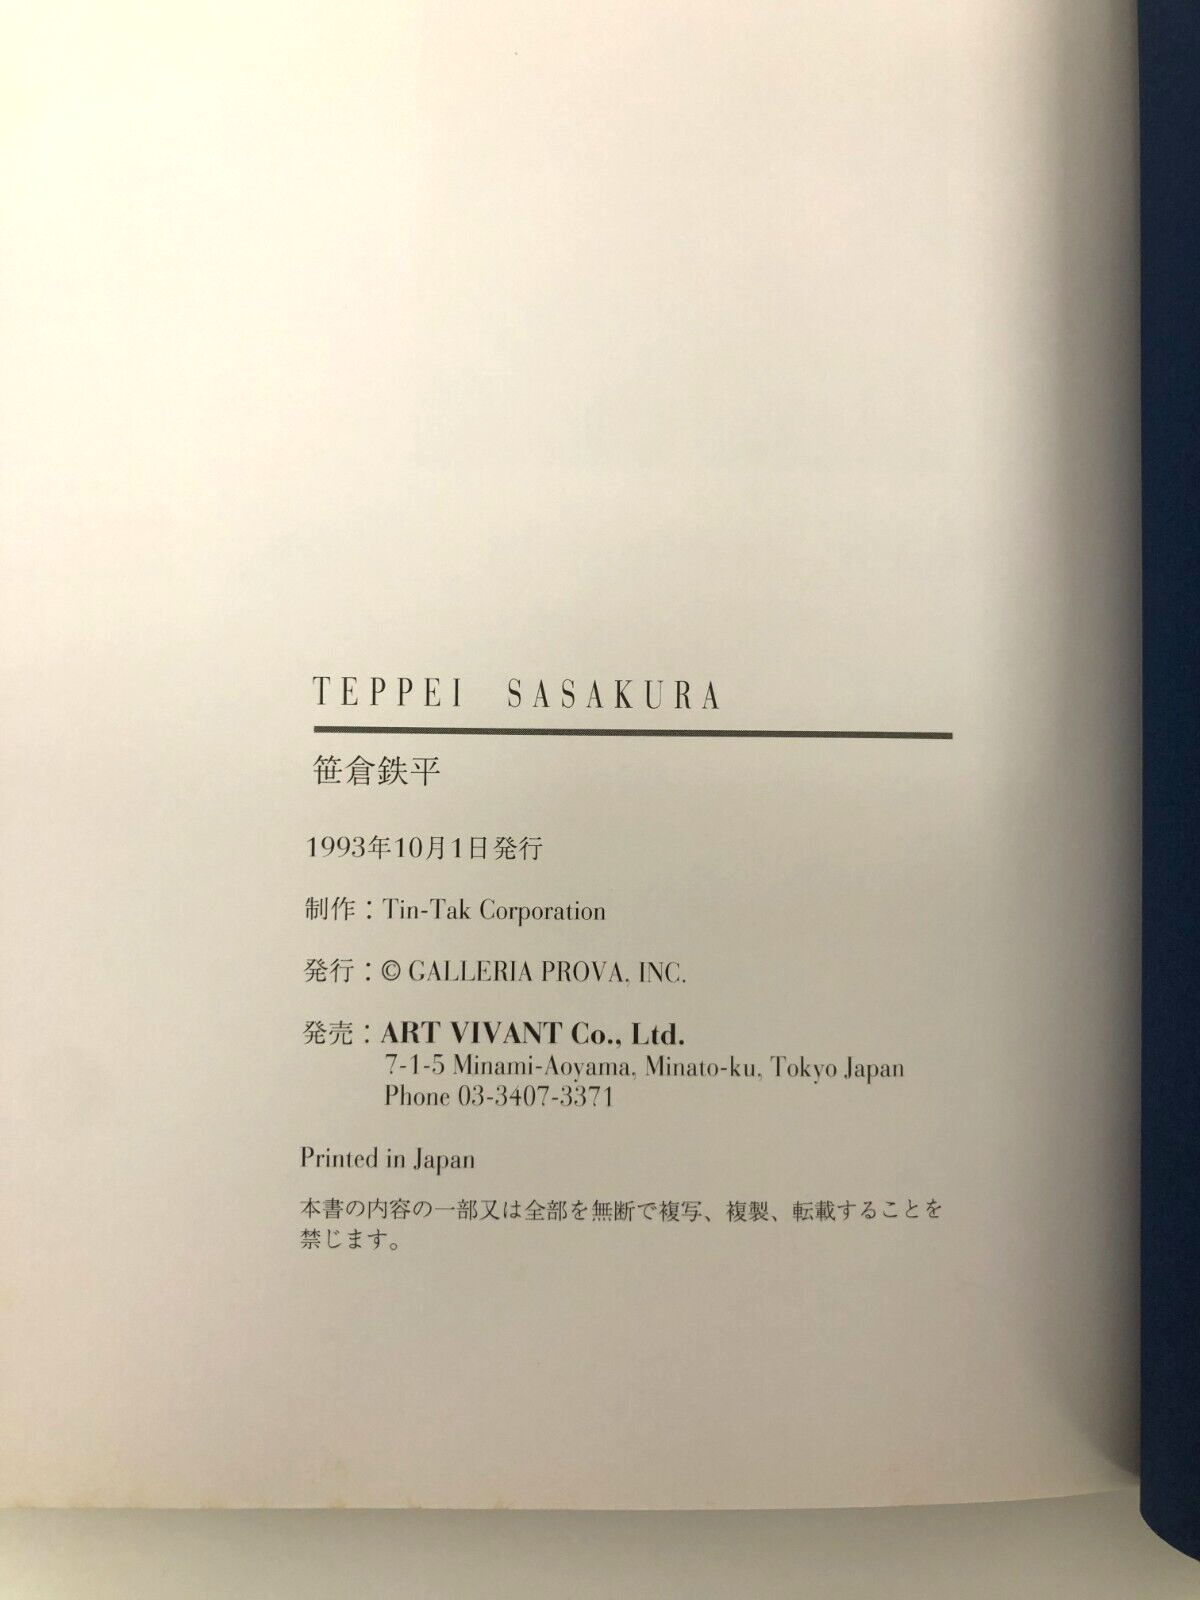 TEPPEI SASAKURA
笹倉鉄平
1993年10月1日発行
制作：Tin-Tak Corporation
発行：© GALLERIA PROVA, INC.
発売：ART VIVANT Co., Ltd.
7-1-5 Minami-Aoyama, Minato-ku, Tokyo Japan
Phone 03-3407-3371
Printed in Japan
本書の内容の一部又は全部を無断で複写、複製、転載することを
禁じます。